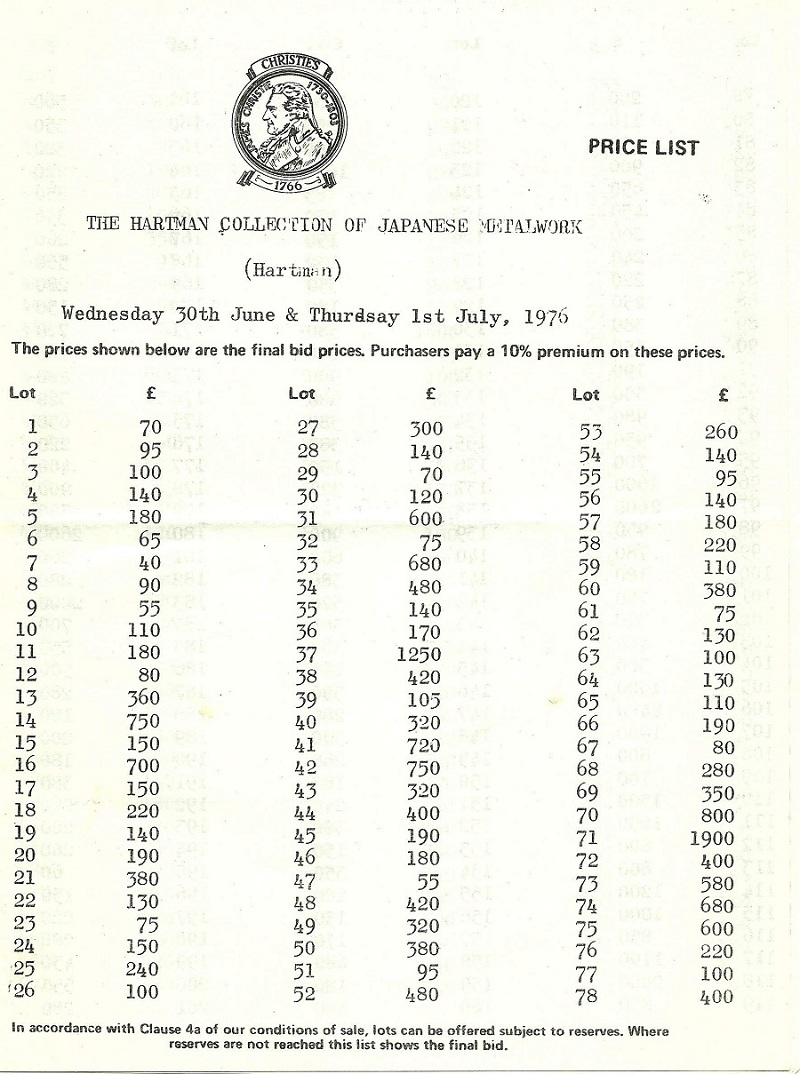 CHRISTIE'S
JAMES CHRISTIE 1730-1803
1766
PRICE LIST
THE HARTMAN COLLECTION OF JAPANESE METALWORK
(Hartman)
Wednesday 30th June & Thurdsay 1st July, 1976
The prices shown below are the final bid prices. Purchasers pay a 10% premium on these prices.
Lot £ Lot £ Lot £
1 70 27 300 53 260
2 95 28 140 54 140
3 100 29 70 55 95
4 140 30 120 56 140
5 180 31 600 57 180
6 65 32 75 58 220
7 40 33 680 59 110
8 90 34 480 60 380
9 55 35 140 61 75
10 110 36 170 62 130
11 180 37 1250 63 100
12 80 38 420 64 130
13 360 39 105 65 110
14 750 40 320 66 190
15 150 41 720 67 80
16 700 42 750 68 280
17 150 43 320 69 350
18 220 44 400 70 800
19 140 45 190 71 1900
20 190 46 180 72 400
21 380 47 55 73 580
22 130 48 420 74 680
23 75 49 320 75 600
24 150 50 380 76 220
25 240 51 95 77 100
26 100 52 480 78 400
In accordance with Clause 4a of our conditions of sale, lots can be offered subject to reserves. Where
reserves are not reached this list shows the final bid.